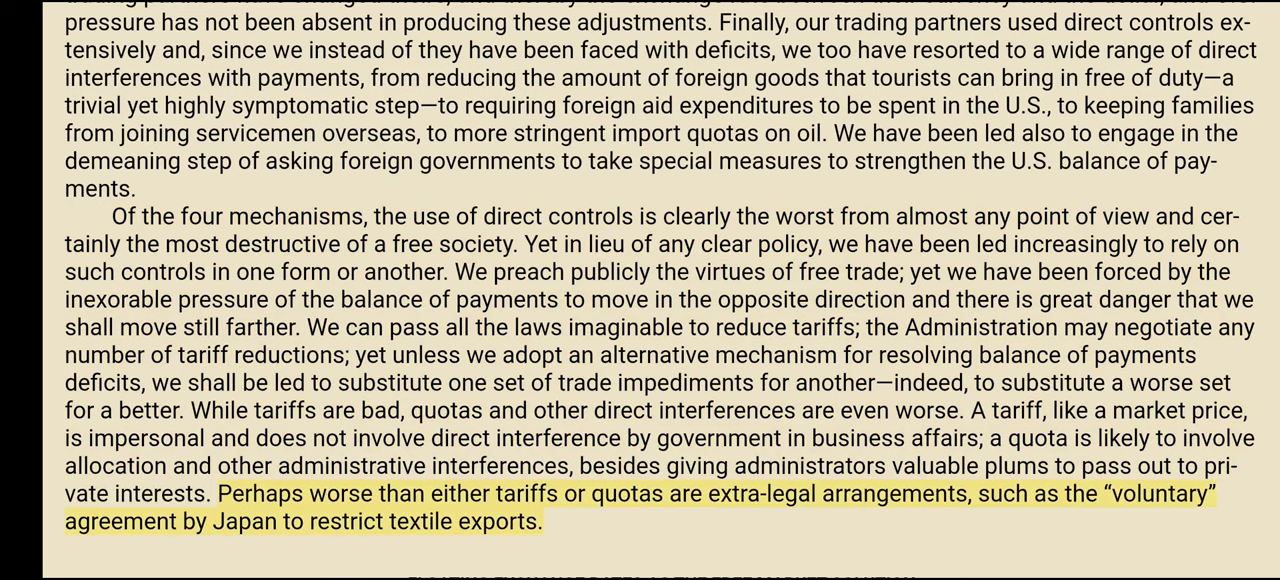 pressure has not been absent in producing these adjustments. Finally, our trading partners used direct controls ex-
tensively and, since we instead of they have been faced with deficits, we too have resorted to a wide range of direct
interferences with payments, from reducing the amount of foreign goods that tourists can bring in free of duty—a
trivial yet highly symptomatic step—to requiring foreign aid expenditures to be spent in the U.S., to keeping families
from joining servicemen overseas, to more stringent import quotas on oil. We have been led also to engage in the
demeaning step of asking foreign governments to take special measures to strengthen the U.S. balance of pay-
ments.
Of the four mechanisms, the use of direct controls is clearly the worst from almost any point of view and cer-
tainly the most destructive of a free society. Yet in lieu of any clear policy, we have been led increasingly to rely on
such controls in one form or another. We preach publicly the virtues of free trade; yet we have been forced by the
inexorable pressure of the balance of payments to move in the opposite direction and there is great danger that we
shall move still farther. We can pass all the laws imaginable to reduce tariffs; the Administration may negotiate any
number of tariff reductions; yet unless we adopt an alternative mechanism for resolving balance of payments
deficits, we shall be led to substitute one set of trade impediments for another—indeed, to substitute a worse set
for a better. While tariffs are bad, quotas and other direct interferences are even worse. A tariff, like a market price,
is impersonal and does not involve direct interference by government in business affairs; a quota is likely to involve
allocation and other administrative interferences, besides giving administrators valuable plums to pass out to pri-
vate interests. Perhaps worse than either tariffs or quotas are extra-legal arrangements, such as the “voluntary”
agreement by Japan to restrict textile exports.